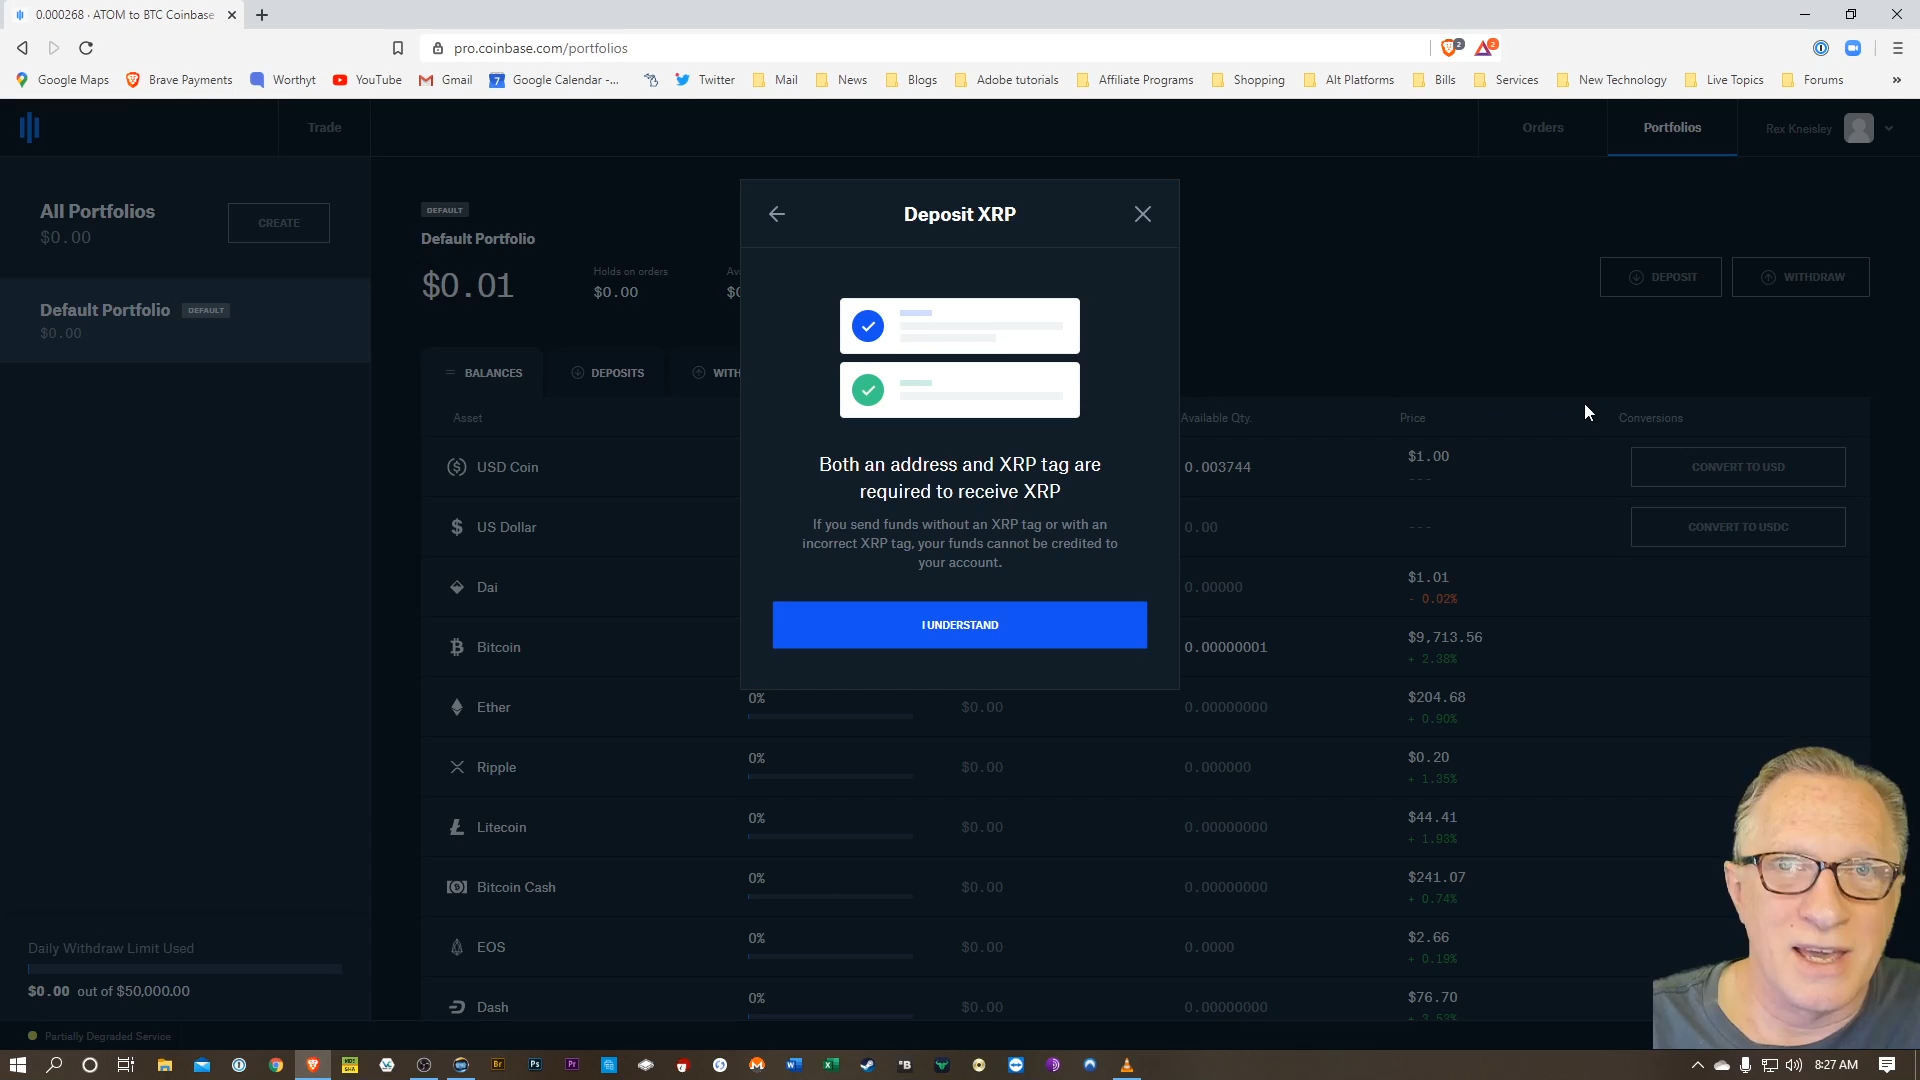 0.000268 · ATOM to BTC Coinbase
pro.coinbase.com/portfolios
2
2
Google Maps
Brave Payments
Worthyt
YouTube
Gmail
7
Google Calendar -...
Twitter
Mail
News
Blogs
Adobe tutorials
Affiliate Programs
Shopping
Alt Platforms
Bills
Services
New Technology
Live Topics
Forums
»
Trade
Orders
Portfolios
Rex Kneisley
All Portfolios
$0.00
CREATE
Default Portfolio DEFAULT
$0.00
DEFAULT
Default Portfolio
$0.01
Holds on orders
$0.00
Av
$0
DEPOSIT
WITHDRAW
BALANCES
DEPOSITS
WITH
Deposit XRP
Both an address and XRP tag are
required to receive XRP
If you send funds without an XRP tag or with an
incorrect XRP tag, your funds cannot be credited to
your account.
I UNDERSTAND
Asset Available Qty. Price Conversions
USD Coin 0.003744 $1.00 CONVERT TO USD
---
US Dollar 0.00 --- CONVERT TO USDC
Dai 0.00000 $1.01
- 0.02%
Bitcoin 0.00000001 $9,713.56
+ 2.38%
Ether 0% $0.00 0.00000000 $204.68
+ 0.90%
Ripple 0% $0.00 0.000000 $0.20
+ 1.35%
Litecoin 0% $0.00 0.00000000 $44.41
+ 1.93%
Bitcoin Cash 0% $0.00 0.00000000 $241.07
+ 0.74%
EOS 0% $0.00 0.0000 $2.66
+ 0.19%
Dash 0% $0.00 0.00000000 $76.70
+ 3.53%
Daily Withdraw Limit Used
$0.00 out of $50,000.00
Partially Degraded Service
Br
Ps
Pr
8:27 AM